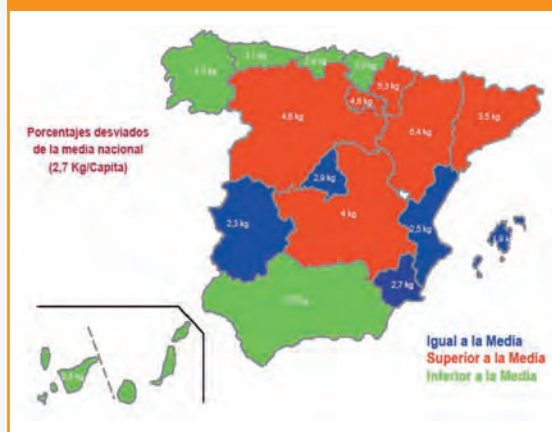 5,3 kg
4,6 kg
4,6 kg
6,4 kg
3,5 kg
Porcentajes desviados
de la media nacional
(2,7 Kg/Capita)
2,9 kg
2,3 kg
4 kg
2,5 kg
2,7 kg
Igual a la Media
Superior a la Media
Inferior a la Media